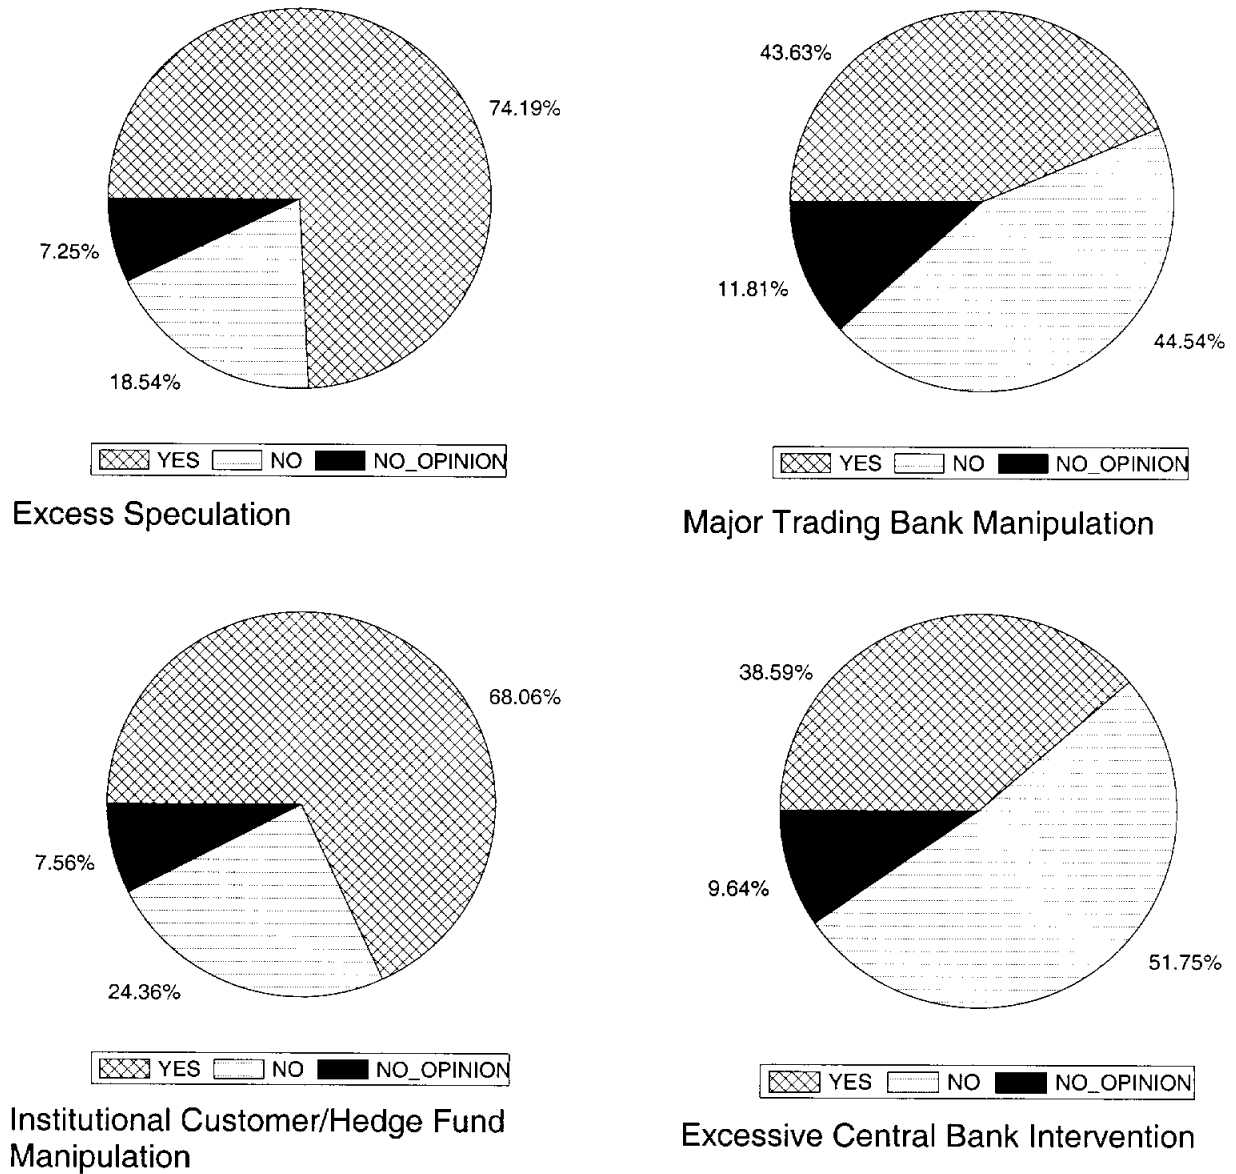 74.19%
7.25%
18.54%
YES NO NO_OPINION
Excess Speculation
43.63%
11.81%
44.54%
YES NO NO_OPINION
Major Trading Bank Manipulation
68.06%
7.56%
24.36%
YES NO NO_OPINION
Institutional Customer/Hedge Fund
Manipulation
38.59%
9.64%
51.75%
YES NO NO_OPINION
Excessive Central Bank Intervention